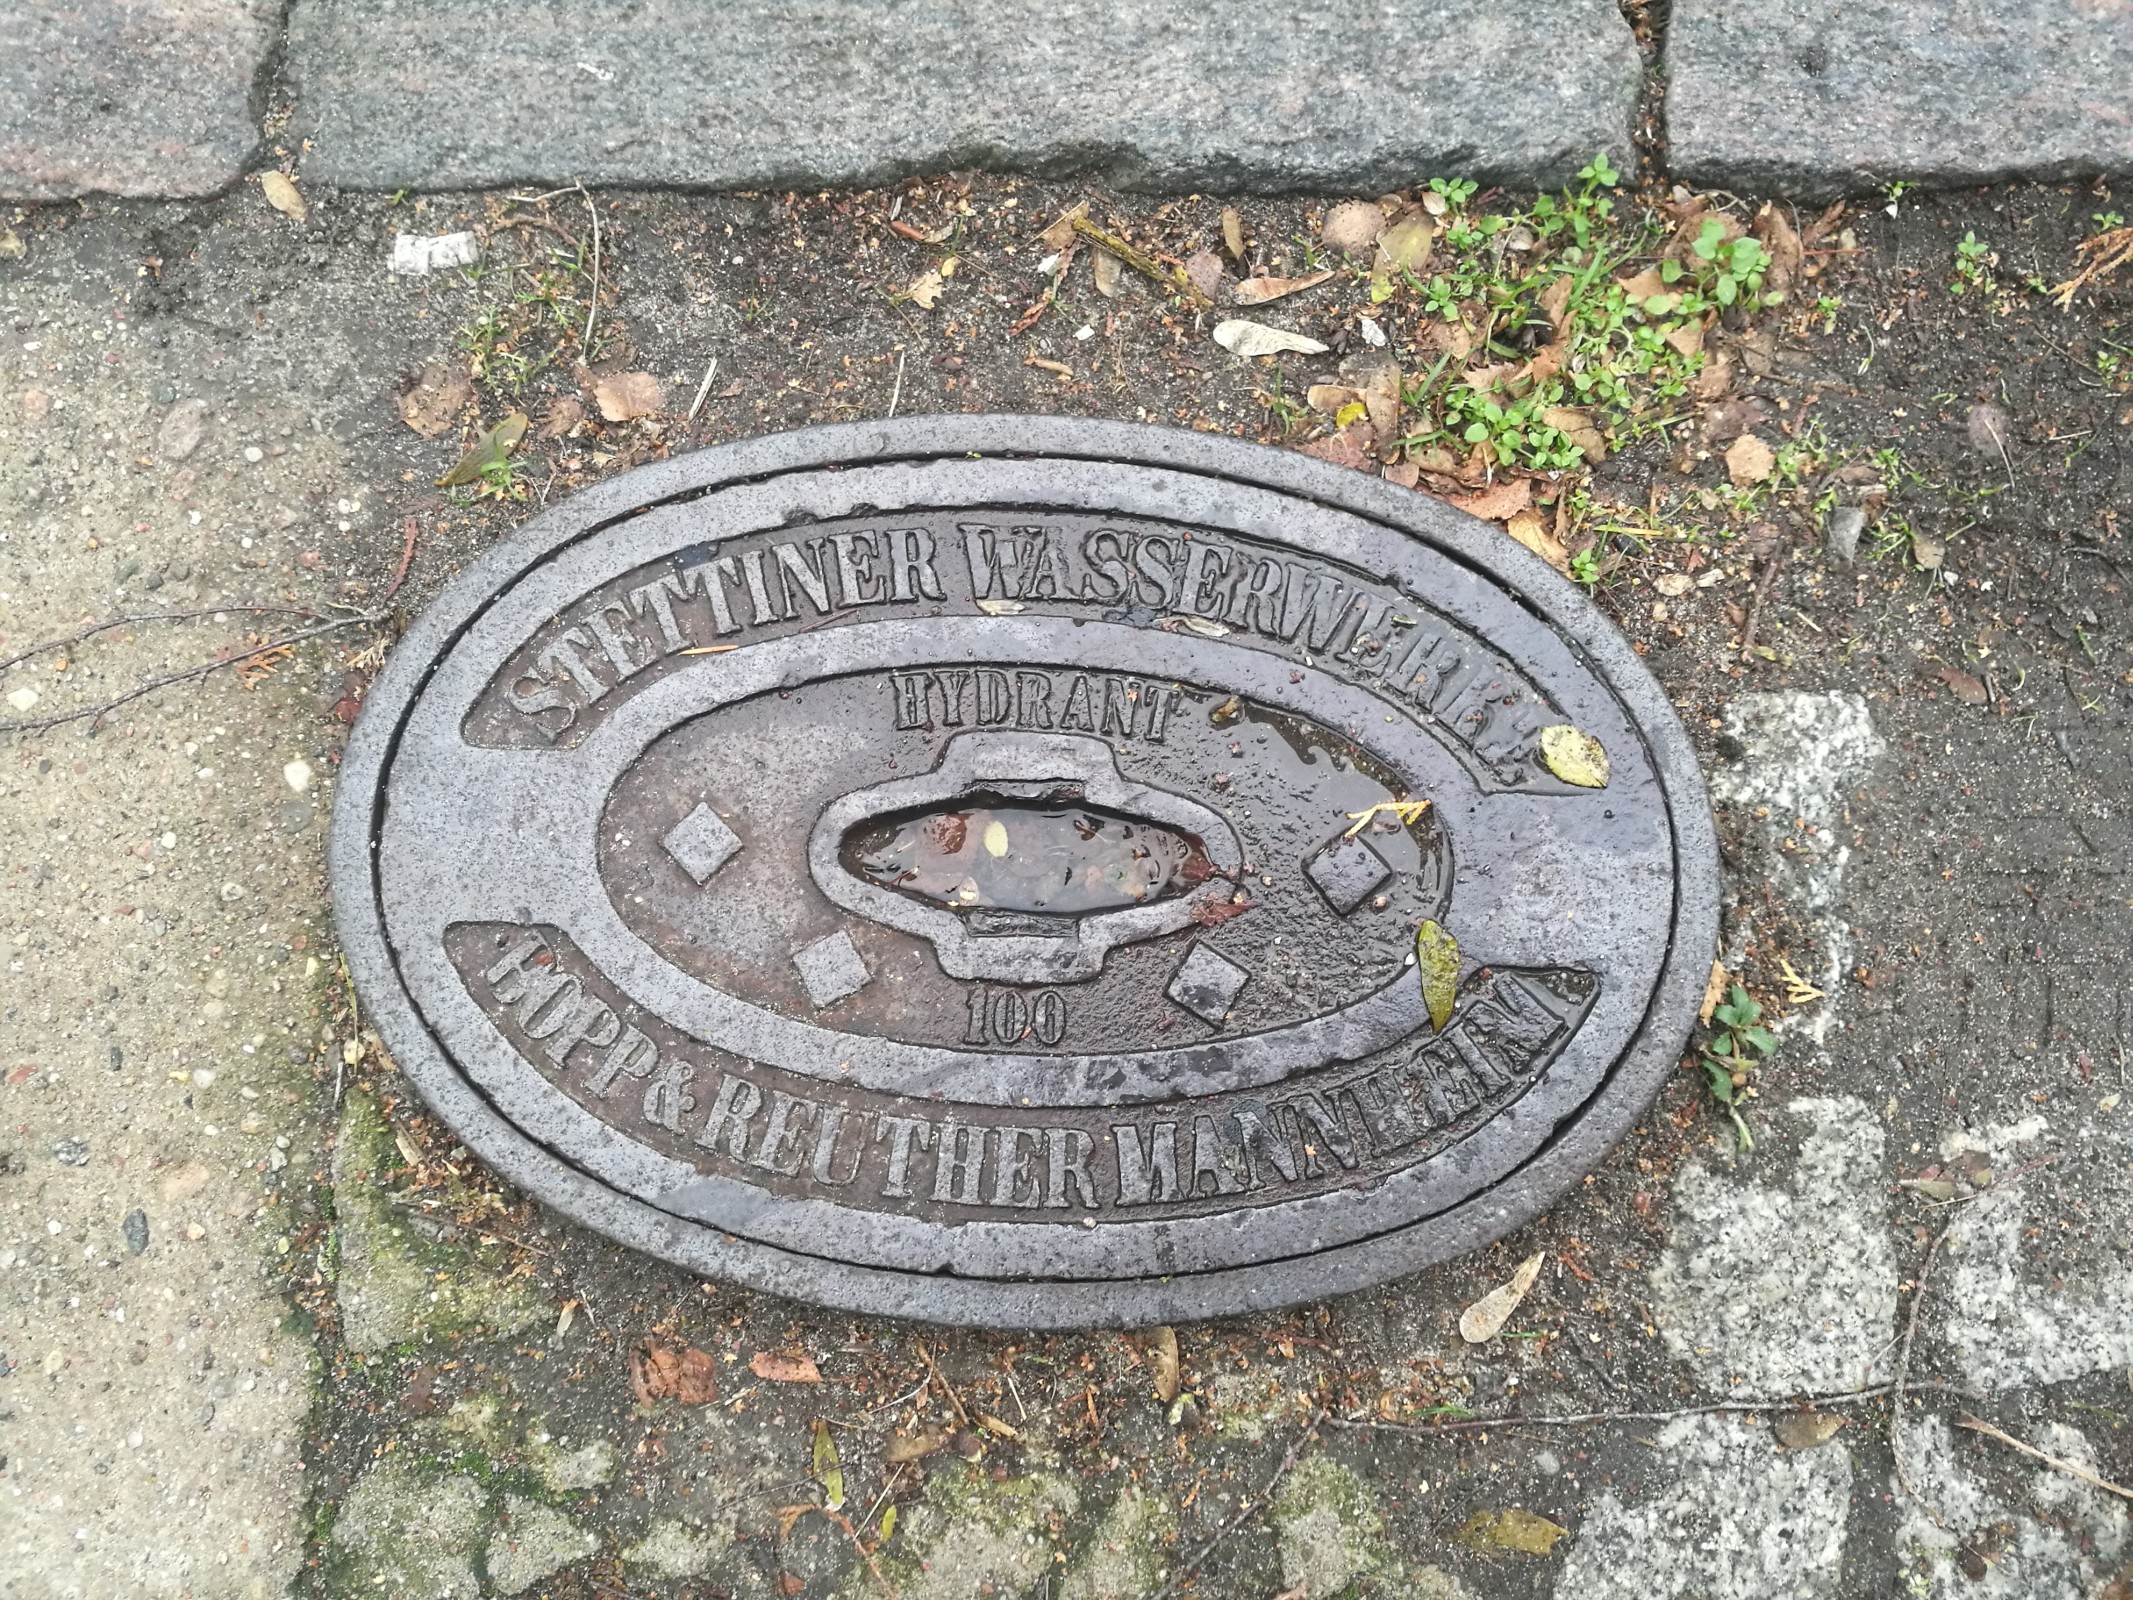 STETTINER WASSERWERKE
HYDRANT
100
BOPP & REUTHER MANNHEIM